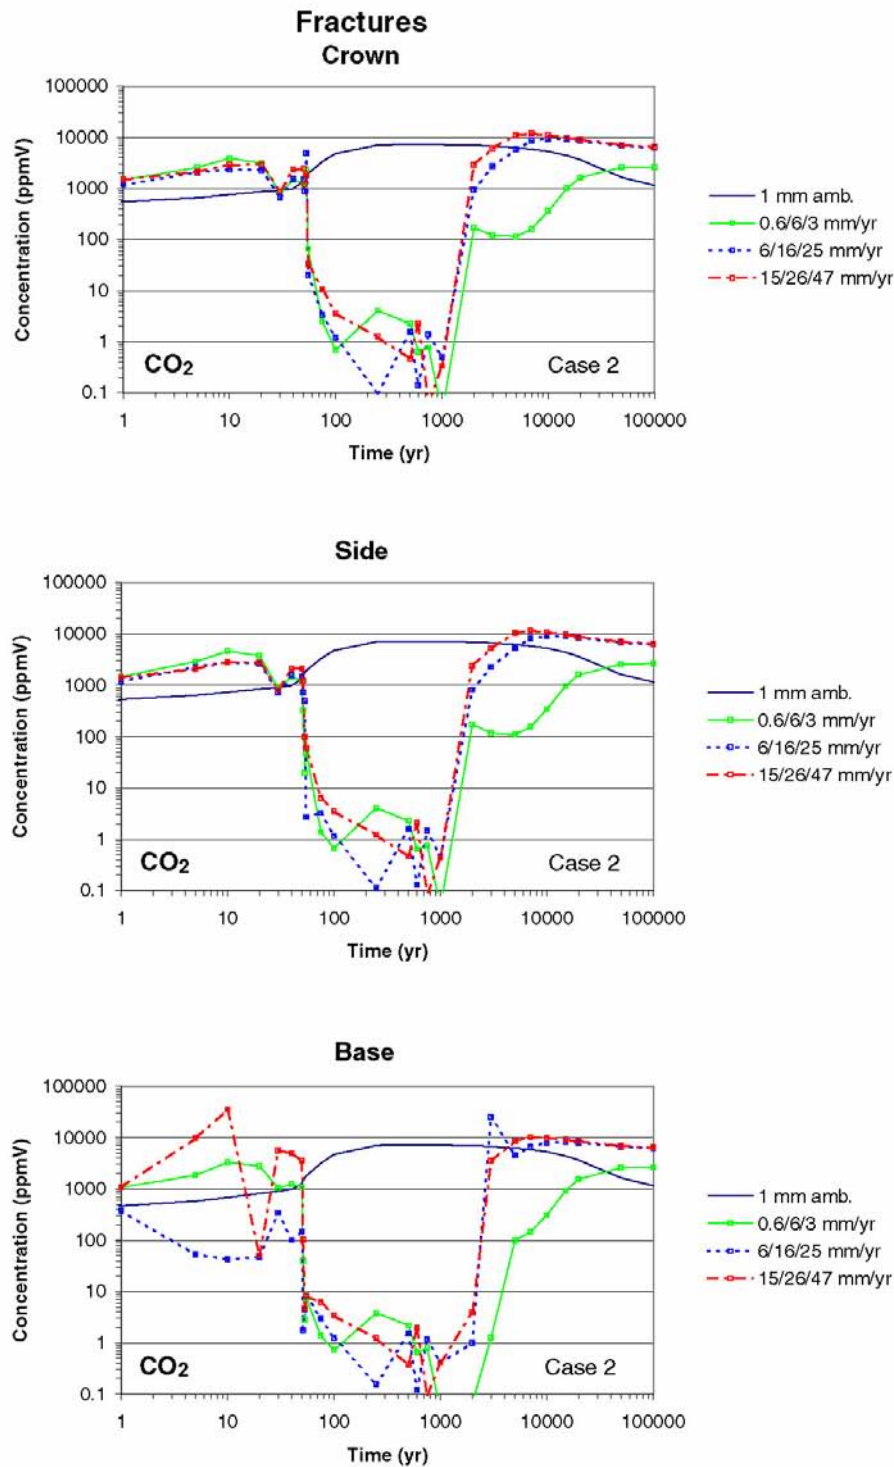 Fractures
Crown
Concentration (ppmV)
100000
10000
1000
100
10
1
0.1
CO2
Case 2
1 10 100 1000 10000 100000
Time (yr)
1 mm amb.
0.6/6/3 mm/yr
6/16/25 mm/yr
15/26/47 mm/yr
Side
Concentration (ppmV)
100000
10000
1000
100
10
1
0.1
CO2
Case 2
1 10 100 1000 10000 100000
Time (yr)
1 mm amb.
0.6/6/3 mm/yr
6/16/25 mm/yr
15/26/47 mm/yr
Base
Concentration (ppmV)
100000
10000
1000
100
10
1
0.1
CO2
Case 2
1 10 100 1000 10000 100000
Time (yr)
1 mm amb.
0.6/6/3 mm/yr
6/16/25 mm/yr
15/26/47 mm/yr